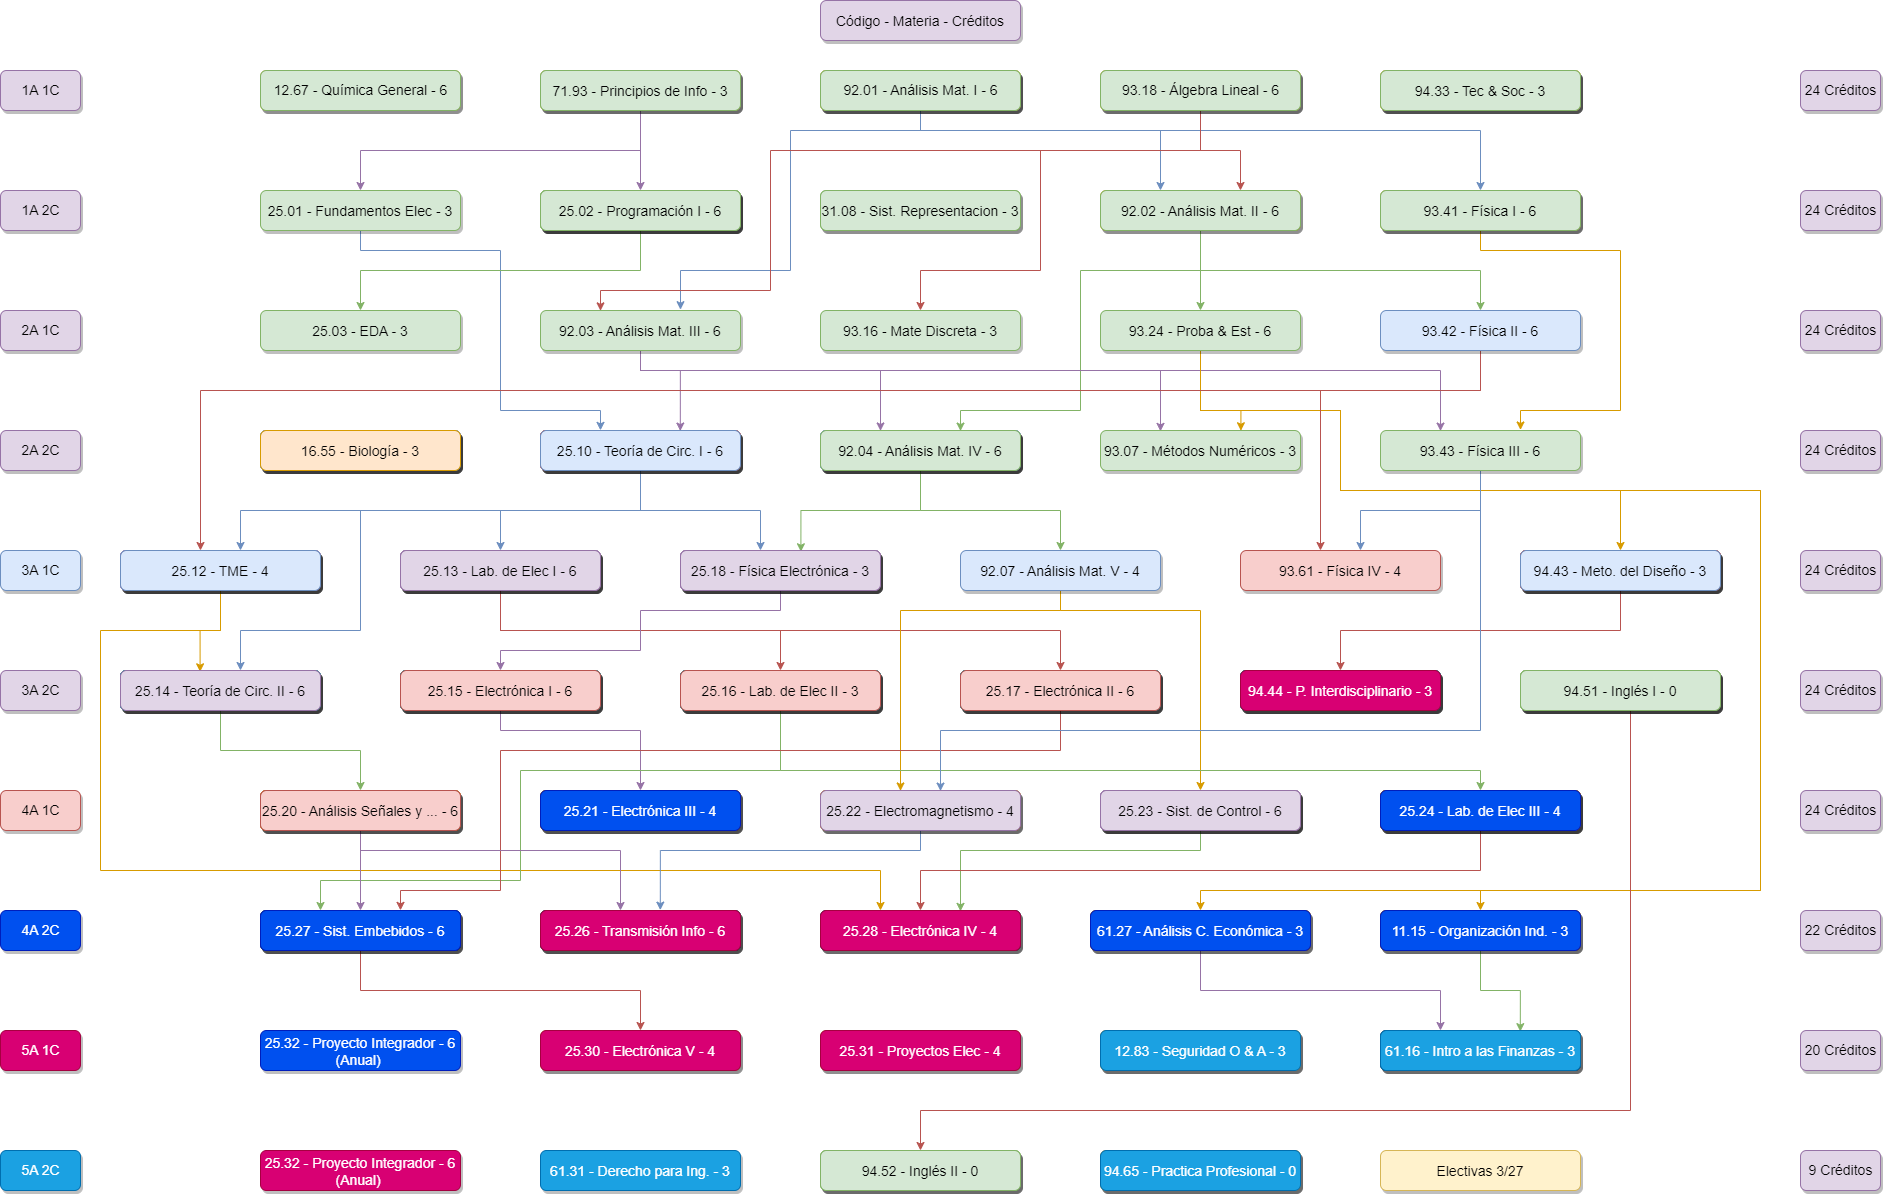 Código - Materia - Créditos
1A 1C
12.67 - Química General - 6
71.93 - Principios de Info - 3
92.01 - Análisis Mat. I - 6
93.18 - Álgebra Lineal - 6
94.33 - Tec & Soc - 3
24 Créditos
1A 2C
25.01 - Fundamentos Elec - 3
25.02 - Programación I - 6
31.08 - Sist. Representacion - 3
92.02 - Análisis Mat. II - 6
93.41 - Física I - 6
24 Créditos
2A 1C
25.03 - EDA - 3
92.03 - Análisis Mat. III - 6
93.16 - Mate Discreta - 3
93.24 - Proba & Est - 6
93.42 - Física II - 6
24 Créditos
2A 2C
16.55 - Biología - 3
25.10 - Teoría de Circ. I - 6
92.04 - Análisis Mat. IV - 6
93.07 - Métodos Numéricos - 3
93.43 - Física III - 6
24 Créditos
3A 1C
25.12 - TME - 4
25.13 - Lab. de Elec I - 6
25.18 - Física Electrónica - 3
92.07 - Análisis Mat. V - 4
93.61 - Física IV - 4
94.43 - Meto. del Diseño - 3
24 Créditos
3A 2C
25.14 - Teoría de Circ. II - 6
25.15 - Electrónica I - 6
25.16 - Lab. de Elec II - 3
25.17 - Electrónica II - 6
94.44 - P. Interdisciplinario - 3
94.51 - Inglés I - 0
24 Créditos
4A 1C
25.20 - Análisis Señales y ... - 6
25.21 - Electrónica III - 4
25.22 - Electromagnetismo - 4
25.23 - Sist. de Control - 6
25.24 - Lab. de Elec III - 4
24 Créditos
4A 2C
25.27 - Sist. Embebidos - 6
25.26 - Transmisión Info - 6
25.28 - Electrónica IV - 4
61.27 - Análisis C. Económica - 3
11.15 - Organización Ind. - 3
22 Créditos
5A 1C
25.32 - Proyecto Integrador - 6
(Anual)
25.30 - Electrónica V - 4
25.31 - Proyectos Elec - 4
12.83 - Seguridad O & A - 3
61.16 - Intro a las Finanzas - 3
20 Créditos
5A 2C
25.32 - Proyecto Integrador - 6
(Anual)
61.31 - Derecho para Ing. - 3
94.52 - Inglés II - 0
94.65 - Practica Profesional - 0
Electivas 3/27
9 Créditos